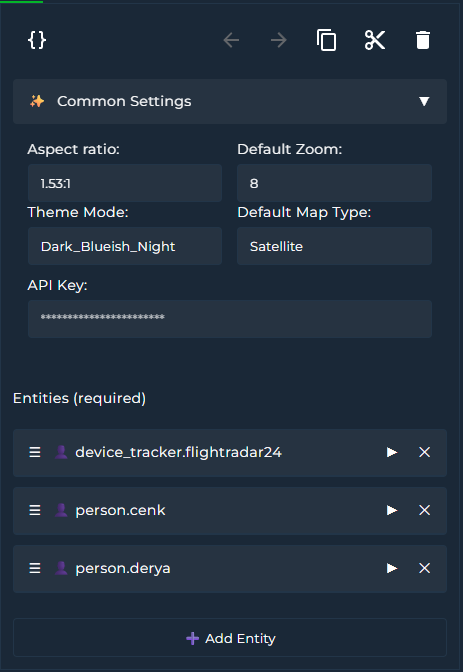 {}
Common Settings
Aspect ratio: Default Zoom:
1.53:1 8
Theme Mode: Default Map Type:
Dark_Blueish_Night Satellite
API Key:
************************
Entities (required)
device_tracker.flightradar24
person.cenk
person.derya
Add Entity